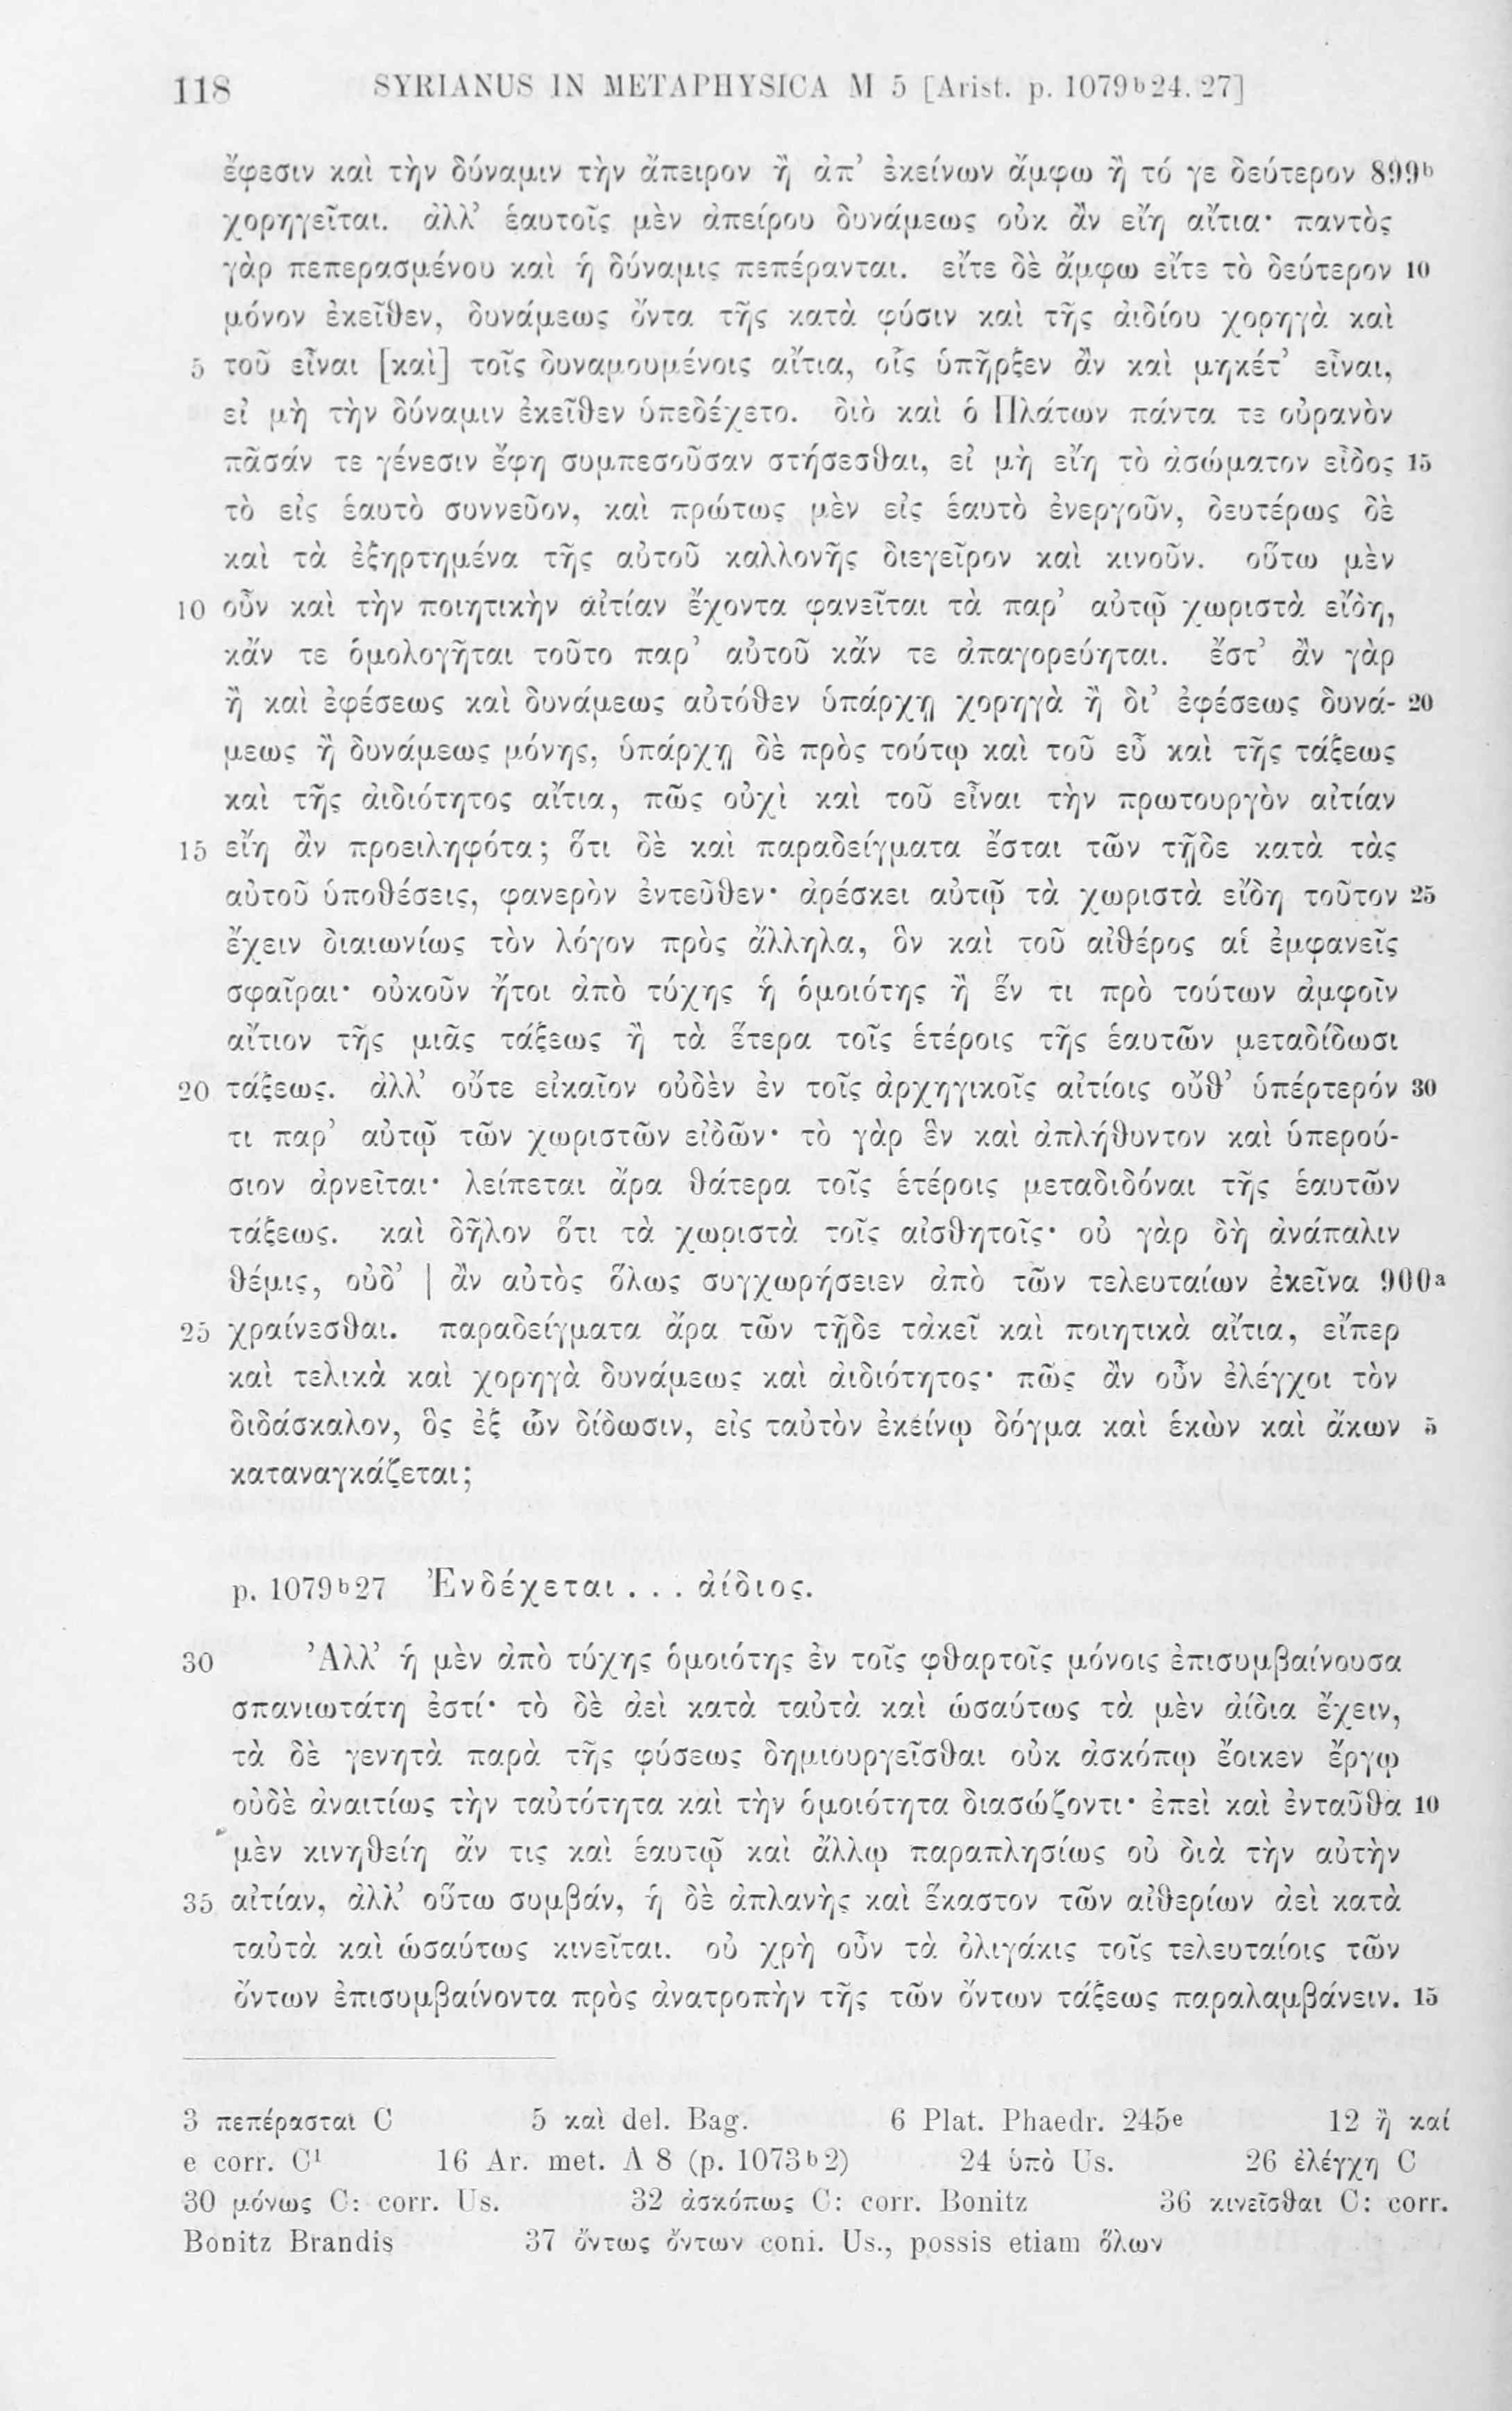 118 SYRIANUS IN METAPHYSICA M 5 [Arist. p. 1079ᵇ24. 27]
ἔφεσιν καὶ τὴν δύναμιν τὴν ἄπειρον ἢ ἀπ’ ἐκείνων ἄμφω ἢ τό γε δεύτερον 899ᵇ
χορηγεῖται. ἀλλ’ ἑαυτοῖς μὲν ἀπείρου δυνάμεως οὐκ ἂν εἴη αἴτια· παντὸς
γὰρ πεπερασμένου καὶ ἡ δύναμις πεπέρανται. εἴτε δὲ ἄμφω εἴτε τὸ δεύτερον 10
μόνον ἐκεῖθεν, δυνάμεως ὄντα τῆς κατὰ φύσιν καὶ τῆς ἀιδίου χορηγὰ καὶ
5 τοῦ εἶναι [καὶ] τοῖς δυναμουμένοις αἴτια, οἷς ὑπῆρξεν ἂν καὶ μηκέτ’ εἶναι,
εἰ μὴ τὴν δύναμιν ἐκεῖθεν ὑπεδέχετο. διὸ καὶ ὁ Πλάτων πάντα τε οὐρανὸν
πᾶσάν τε γένεσιν ἔφη συμπεσοῦσαν στήσεσθαι, εἰ μὴ εἴη τὸ ἀσώματον εἶδος 15
τὸ εἰς ἑαυτὸ συννεῦον, καὶ πρώτως μὲν εἰς ἑαυτὸ ἐνεργοῦν, δευτέρως δὲ
καὶ τὰ ἐξηρτημένα τῆς αὑτοῦ καλλονῆς διεγεῖρον καὶ κινοῦν. οὕτω μὲν
10 οὖν καὶ τὴν ποιητικὴν αἰτίαν ἔχοντα φανεῖται τὰ παρ’ αὐτῷ χωριστὰ εἴδη,
κἄν τε ὁμολογῆται τοῦτο παρ’ αὐτοῦ κἄν τε ἀπαγορεύηται. ἔστ’ ἂν γὰρ
ἢ καὶ ἐφέσεως καὶ δυνάμεως αὐτόθεν ὑπάρχῃ χορηγὰ ἢ δι’ ἐφέσεως δυνά- 20
μεως ἢ δυνάμεως μόνης, ὑπάρχῃ δὲ πρὸς τούτῳ καὶ τοῦ εὖ καὶ τῆς τάξεως
καὶ τῆς ἀιδιότητος αἴτια, πῶς οὐχὶ καὶ τοῦ εἶναι τὴν πρωτουργὸν αἰτίαν
15 εἴη ἂν προειληφότα; ὅτι δὲ καὶ παραδείγματα ἔσται τῶν τῇδε κατὰ τὰς
αὐτοῦ ὑποθέσεις, φανερὸν ἐντεῦθεν· ἀρέσκει αὐτῷ τὰ χωριστὰ εἴδη τοῦτον 25
ἔχειν διαιωνίως τὸν λόγον πρὸς ἄλληλα, ὃν καὶ τοῦ αἰθέρος αἱ ἐμφανεῖς
σφαῖραι· οὐκοῦν ἤτοι ἀπὸ τύχης ἡ ὁμοιότης ἢ ἕν τι πρὸ τούτων ἀμφοῖν
αἴτιον τῆς μιᾶς τάξεως ἢ τὰ ἕτερα τοῖς ἑτέροις τῆς ἑαυτῶν μεταδίδωσι
20 τάξεως. ἀλλ’ οὔτε εἰκαῖον οὐδὲν ἐν τοῖς ἀρχηγικοῖς αἰτίοις οὔθ’ ὑπέρτερόν 30
τι παρ’ αὐτῷ τῶν χωριστῶν εἰδῶν· τὸ γὰρ ἓν καὶ ἀπλήθυντον καὶ ὑπερού-
σιον ἀρνεῖται· λείπεται ἄρα θάτερα τοῖς ἑτέροις μεταδιδόναι τῆς ἑαυτῶν
τάξεως. καὶ δῆλον ὅτι τὰ χωριστὰ τοῖς αἰσθητοῖς· οὐ γὰρ δὴ ἀνάπαλιν
θέμις, οὐδ’ | ἂν αὐτὸς ὅλως συγχωρήσειεν ἀπὸ τῶν τελευταίων ἐκεῖνα 900ᵃ
25 χραίνεσθαι. παραδείγματα ἄρα τῶν τῇδε τἀκεῖ καὶ ποιητικὰ αἴτια, εἴπερ
καὶ τελικὰ καὶ χορηγὰ δυνάμεως καὶ ἀιδιότητος· πῶς ἂν οὖν ἐλέγχοι τὸν
διδάσκαλον, ὃς ἐξ ὧν δίδωσιν, εἰς ταὐτὸν ἐκείνῳ δόγμα καὶ ἑκὼν καὶ ἄκων 5
καταναγκάζεται;
p. 1079ᵇ27 Ἐνδέχεται . . . ἀίδιος.
30 Ἀλλ’ ἡ μὲν ἀπὸ τύχης ὁμοιότης ἐν τοῖς φθαρτοῖς μόνοις ἐπισυμβαίνουσα
σπανιωτάτη ἐστί· τὸ δὲ ἀεὶ κατὰ ταὐτὰ καὶ ὡσαύτως τὰ μὲν ἀίδια ἔχειν,
τὰ δὲ γενητὰ παρὰ τῆς φύσεως δημιουργεῖσθαι οὐκ ἀσκόπῳ ἔοικεν ἔργῳ
οὐδὲ ἀναιτίως τὴν ταὐτότητα καὶ τὴν ὁμοιότητα διασώζοντι· ἐπεὶ καὶ ἐνταῦθα 10
μὲν κινηθείη ἄν τις καὶ ἑαυτῷ καὶ ἄλλῳ παραπλησίως οὐ διὰ τὴν αὐτὴν
35 αἰτίαν, ἀλλ’ οὕτω συμβάν, ἡ δὲ ἀπλανὴς καὶ ἕκαστον τῶν αἰθερίων ἀεὶ κατὰ
ταὐτὰ καὶ ὡσαύτως κινεῖται. οὐ χρὴ οὖν τὰ ὀλιγάκις τοῖς τελευταίοις τῶν
ὄντων ἐπισυμβαίνοντα πρὸς ἀνατροπὴν τῆς τῶν ὄντων τάξεως παραλαμβάνειν. 15
3 πεπέρασται C 5 καὶ del. Bag. 6 Plat. Phaedr. 245ᵉ 12 ἢ καί
e corr. C¹ 16 Ar. met. Λ 8 (p. 1073ᵇ2) 24 ὑπὸ Us. 26 ἐλέγχη C
30 μόνως C: corr. Us. 32 ἀσκόπως C: corr. Bonitz 36 κινεῖσθαι C: corr.
Bonitz Brandis 37 ὄντως ὄντων coni. Us., possis etiam ὅλων